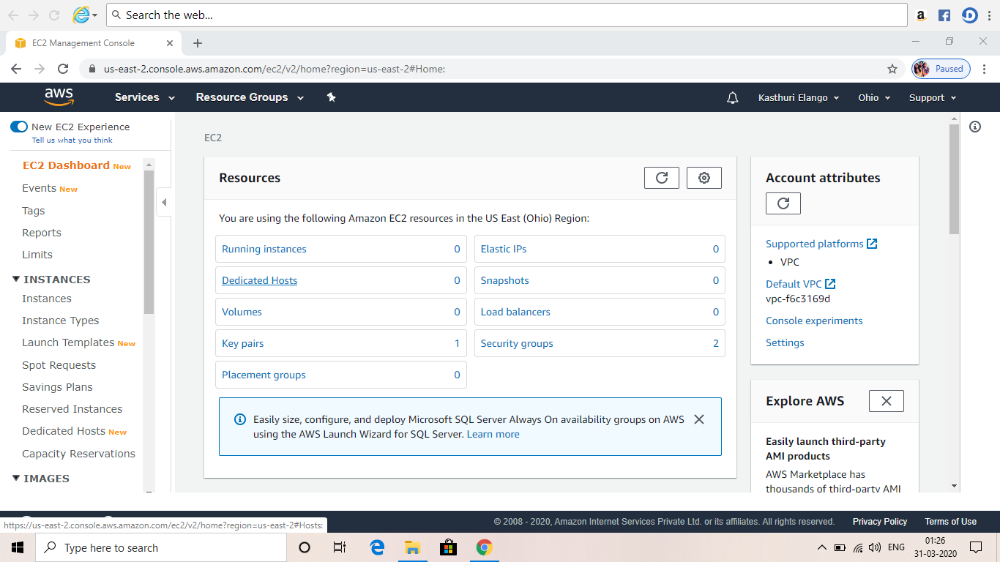 Search the web...
EC2 Management Console
us-east-2.console.aws.amazon.com/ec2/v2/home?region=us-east-2#Home:
Paused
aws
Services
Resource Groups
Kasthuri Elango
Ohio
Support
New EC2 Experience
Tell us what you think
EC2 Dashboard New
Events New
Tags
Reports
Limits
INSTANCES
Instances
Instance Types
Launch Templates New
Spot Requests
Savings Plans
Reserved Instances
Dedicated Hosts New
Capacity Reservations
IMAGES
EC2
Resources
You are using the following Amazon EC2 resources in the US East (Ohio) Region:
Running instances 0
Elastic IPs 0
Dedicated Hosts 0
Snapshots 0
Volumes 0
Load balancers 0
Key pairs 1
Security groups 2
Placement groups 0
Easily size, configure, and deploy Microsoft SQL Server Always On availability groups on AWS
using the AWS Launch Wizard for SQL Server. Learn more
Account attributes
Supported platforms
• VPC
Default VPC
vpc-f6c3169d
Console experiments
Settings
Explore AWS
Easily launch third-party
AMI products
AWS Marketplace has
thousands of third-party AMI
https://us-east-2.console.aws.amazon.com/ec2/v2/home?region=us-east-2#Hosts:
© 2008 - 2020, Amazon Internet Services Private Ltd. or its affiliates. All rights reserved.
Privacy Policy
Terms of Use
Type here to search
ENG
01:26
31-03-2020